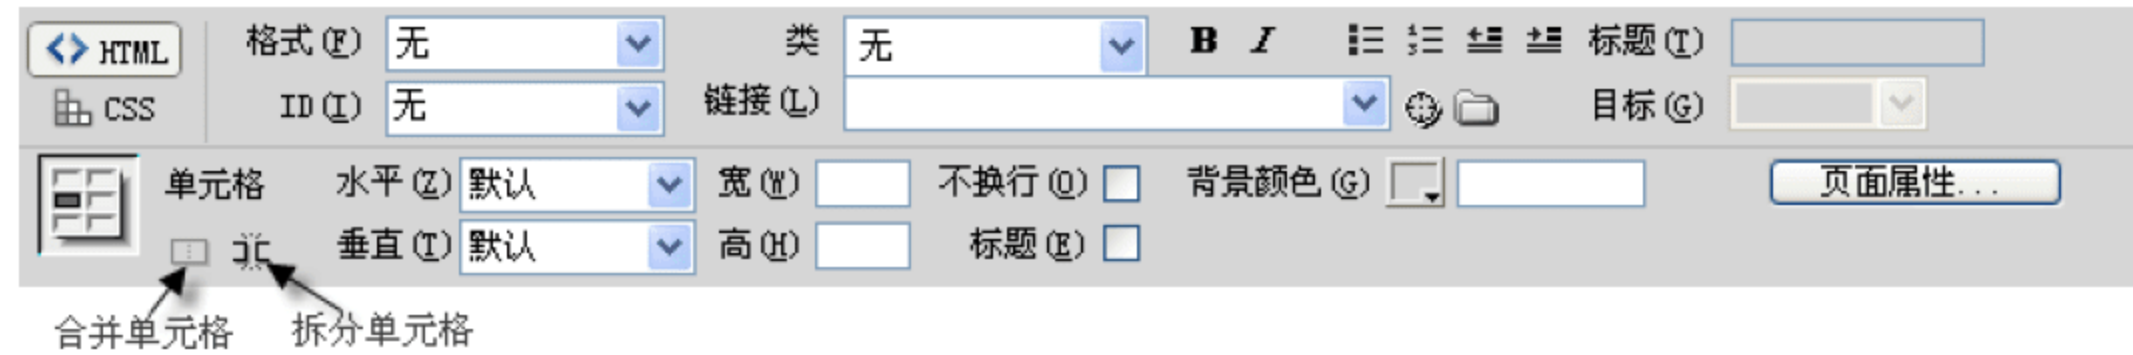 HTML 格式(F) 无 类 无 B I 标题(T)
CSS ID(I) 无 链接(L) 目标(G)
单元格 水平(Z) 默认 宽(W) 不换行(O) 背景颜色(G) 页面属性...
垂直(T) 默认 高(H) 标题(E)
合并单元格 拆分单元格